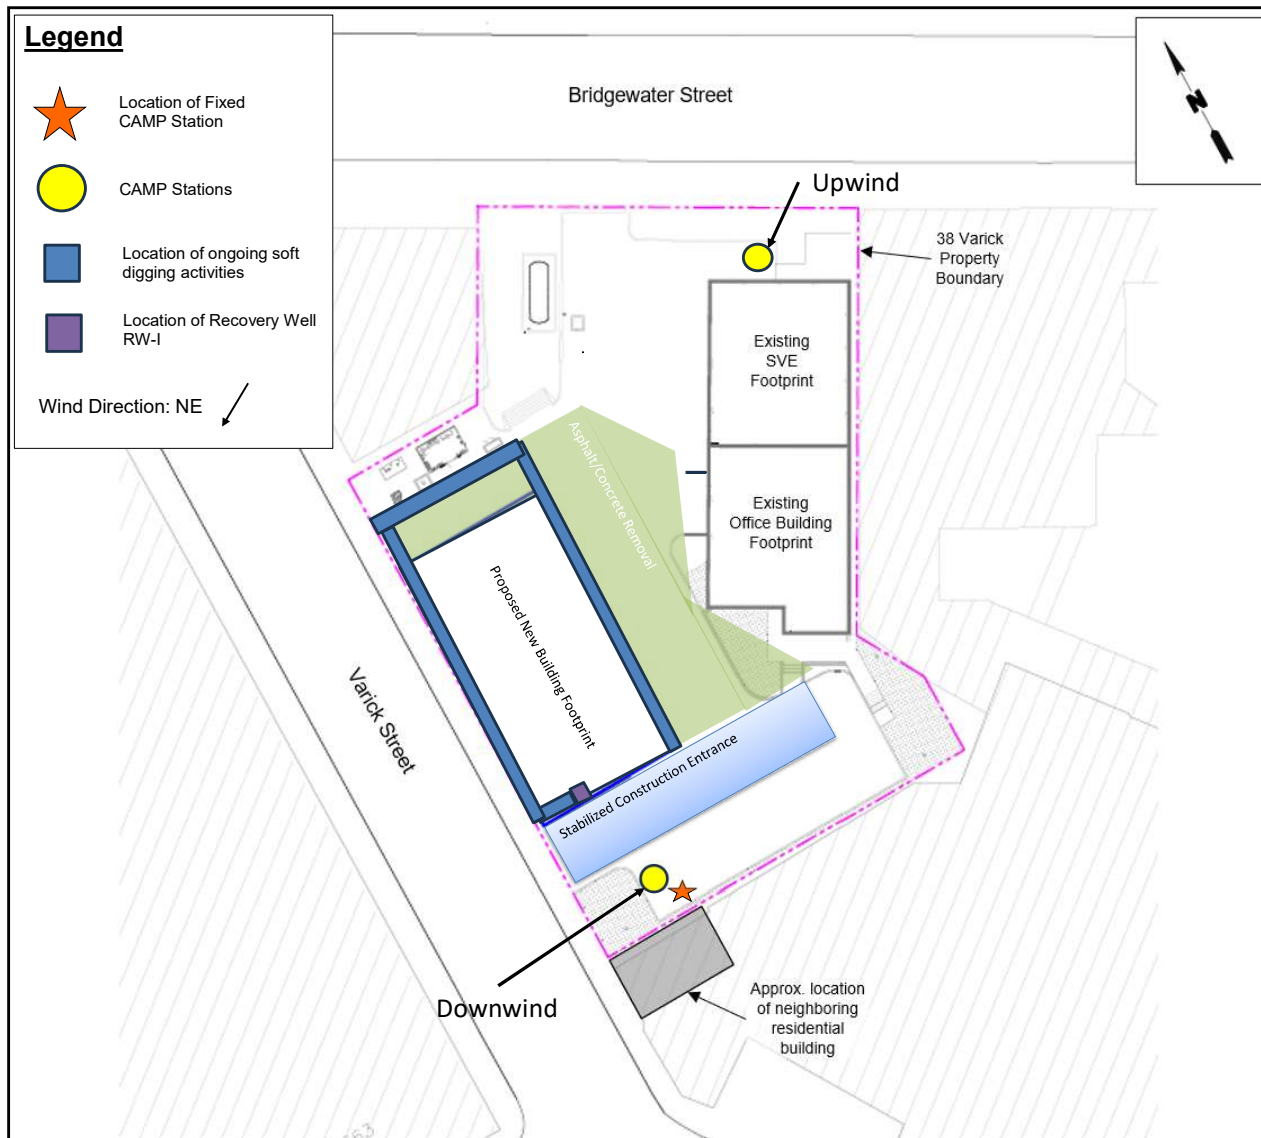 Legend
Location of Fixed
CAMP Station
CAMP Stations
Location of ongoing soft
digging activities
Location of Recovery Well
RW-I
Wind Direction: NE
Bridgewater Street
N
Upwind
38 Varick
Property
Boundary
Existing
SVE
Footprint
Asphalt/Concrete Removal
Existing
Office Building
Footprint
Proposed New Building Footprint
Varick Street
Stabilized Construction Entrance
Downwind
Approx. location
of neighboring
residential
building